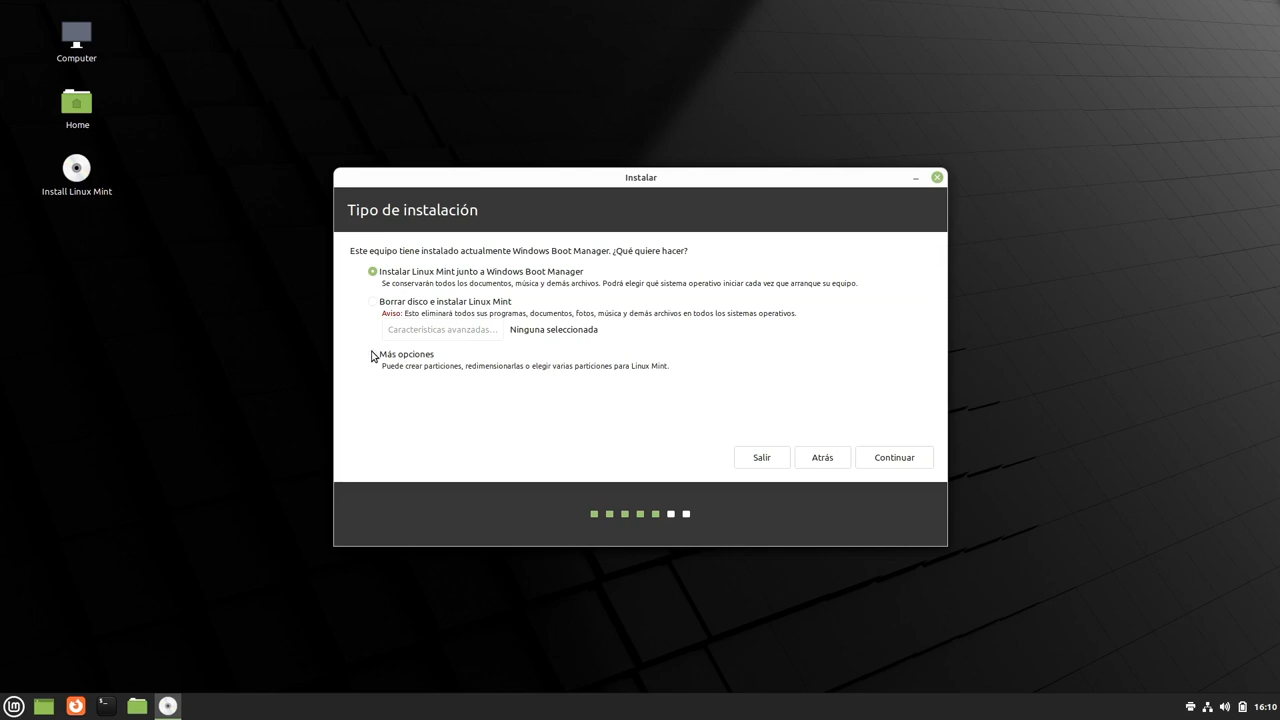 Computer
Home
Install Linux Mint
Instalar
Tipo de instalación
Este equipo tiene instalado actualmente Windows Boot Manager. ¿Qué quiere hacer?
Instalar Linux Mint junto a Windows Boot Manager
Se conservarán todos los documentos, música y demás archivos. Podrá elegir qué sistema operativo iniciar cada vez que arranque su equipo.
Borrar disco e instalar Linux Mint
Aviso: Esto eliminará todos sus programas, documentos, fotos, música y demás archivos en todos los sistemas operativos.
Características avanzadas... Ninguna seleccionada
Más opciones
Puede crear particiones, redimensionarlas o elegir varias particiones para Linux Mint.
Salir Atrás Continuar
16:10